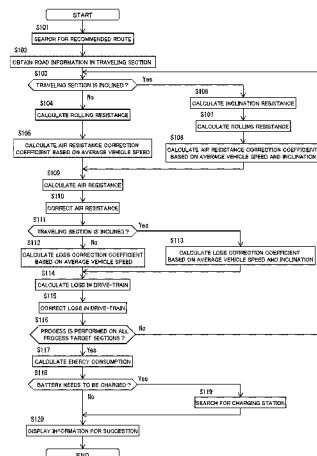 START
S101
SEARCH FOR RECOMMENDED ROUTE
S102
OBTAIN ROAD INFORMATION IN TRAVELING SECTION
S103
TRAVELING SECTION IS INCLINED ?
Yes
No
S104
CALCULATE ROLLING RESISTANCE
S105
CALCULATE AIR RESISTANCE CORRECTION
COEFFICIENT BASED ON AVERAGE VEHICLE SPEED
S106
CALCULATE INCLINATION RESISTANCE
S107
CALCULATE ROLLING RESISTANCE
S108
CALCULATE AIR RESISTANCE CORRECTION COEFFICIENT
BASED ON AVERAGE VEHICLE SPEED AND INCLINATION
S109
CALCULATE AIR RESISTANCE
S110
CORRECT AIR RESISTANCE
S111
TRAVELING SECTION IS INCLINED ?
Yes
No
S112
CALCULATE LOSS CORRECTION COEFFICIENT
BASED ON AVERAGE VEHICLE SPEED
S113
CALCULATE LOSS CORRECTION COEFFICIENT
BASED ON AVERAGE VEHICLE SPEED AND INCLINATION
S114
CALCULATE LOSS IN DRIVE-TRAIN
S115
CORRECT LOSS IN DRIVE-TRAIN
S116
PROCESS IS PERFORMED ON ALL
PROCESS TARGET SECTIONS ?
No
Yes
S117
CALCULATE ENERGY CONSUMPTION
S118
BATTERY NEEDS TO BE CHARGED ?
Yes
No
S119
SEARCH FOR CHARGING STATION
S120
DISPLAY INFORMATION FOR SUGGESTION
END